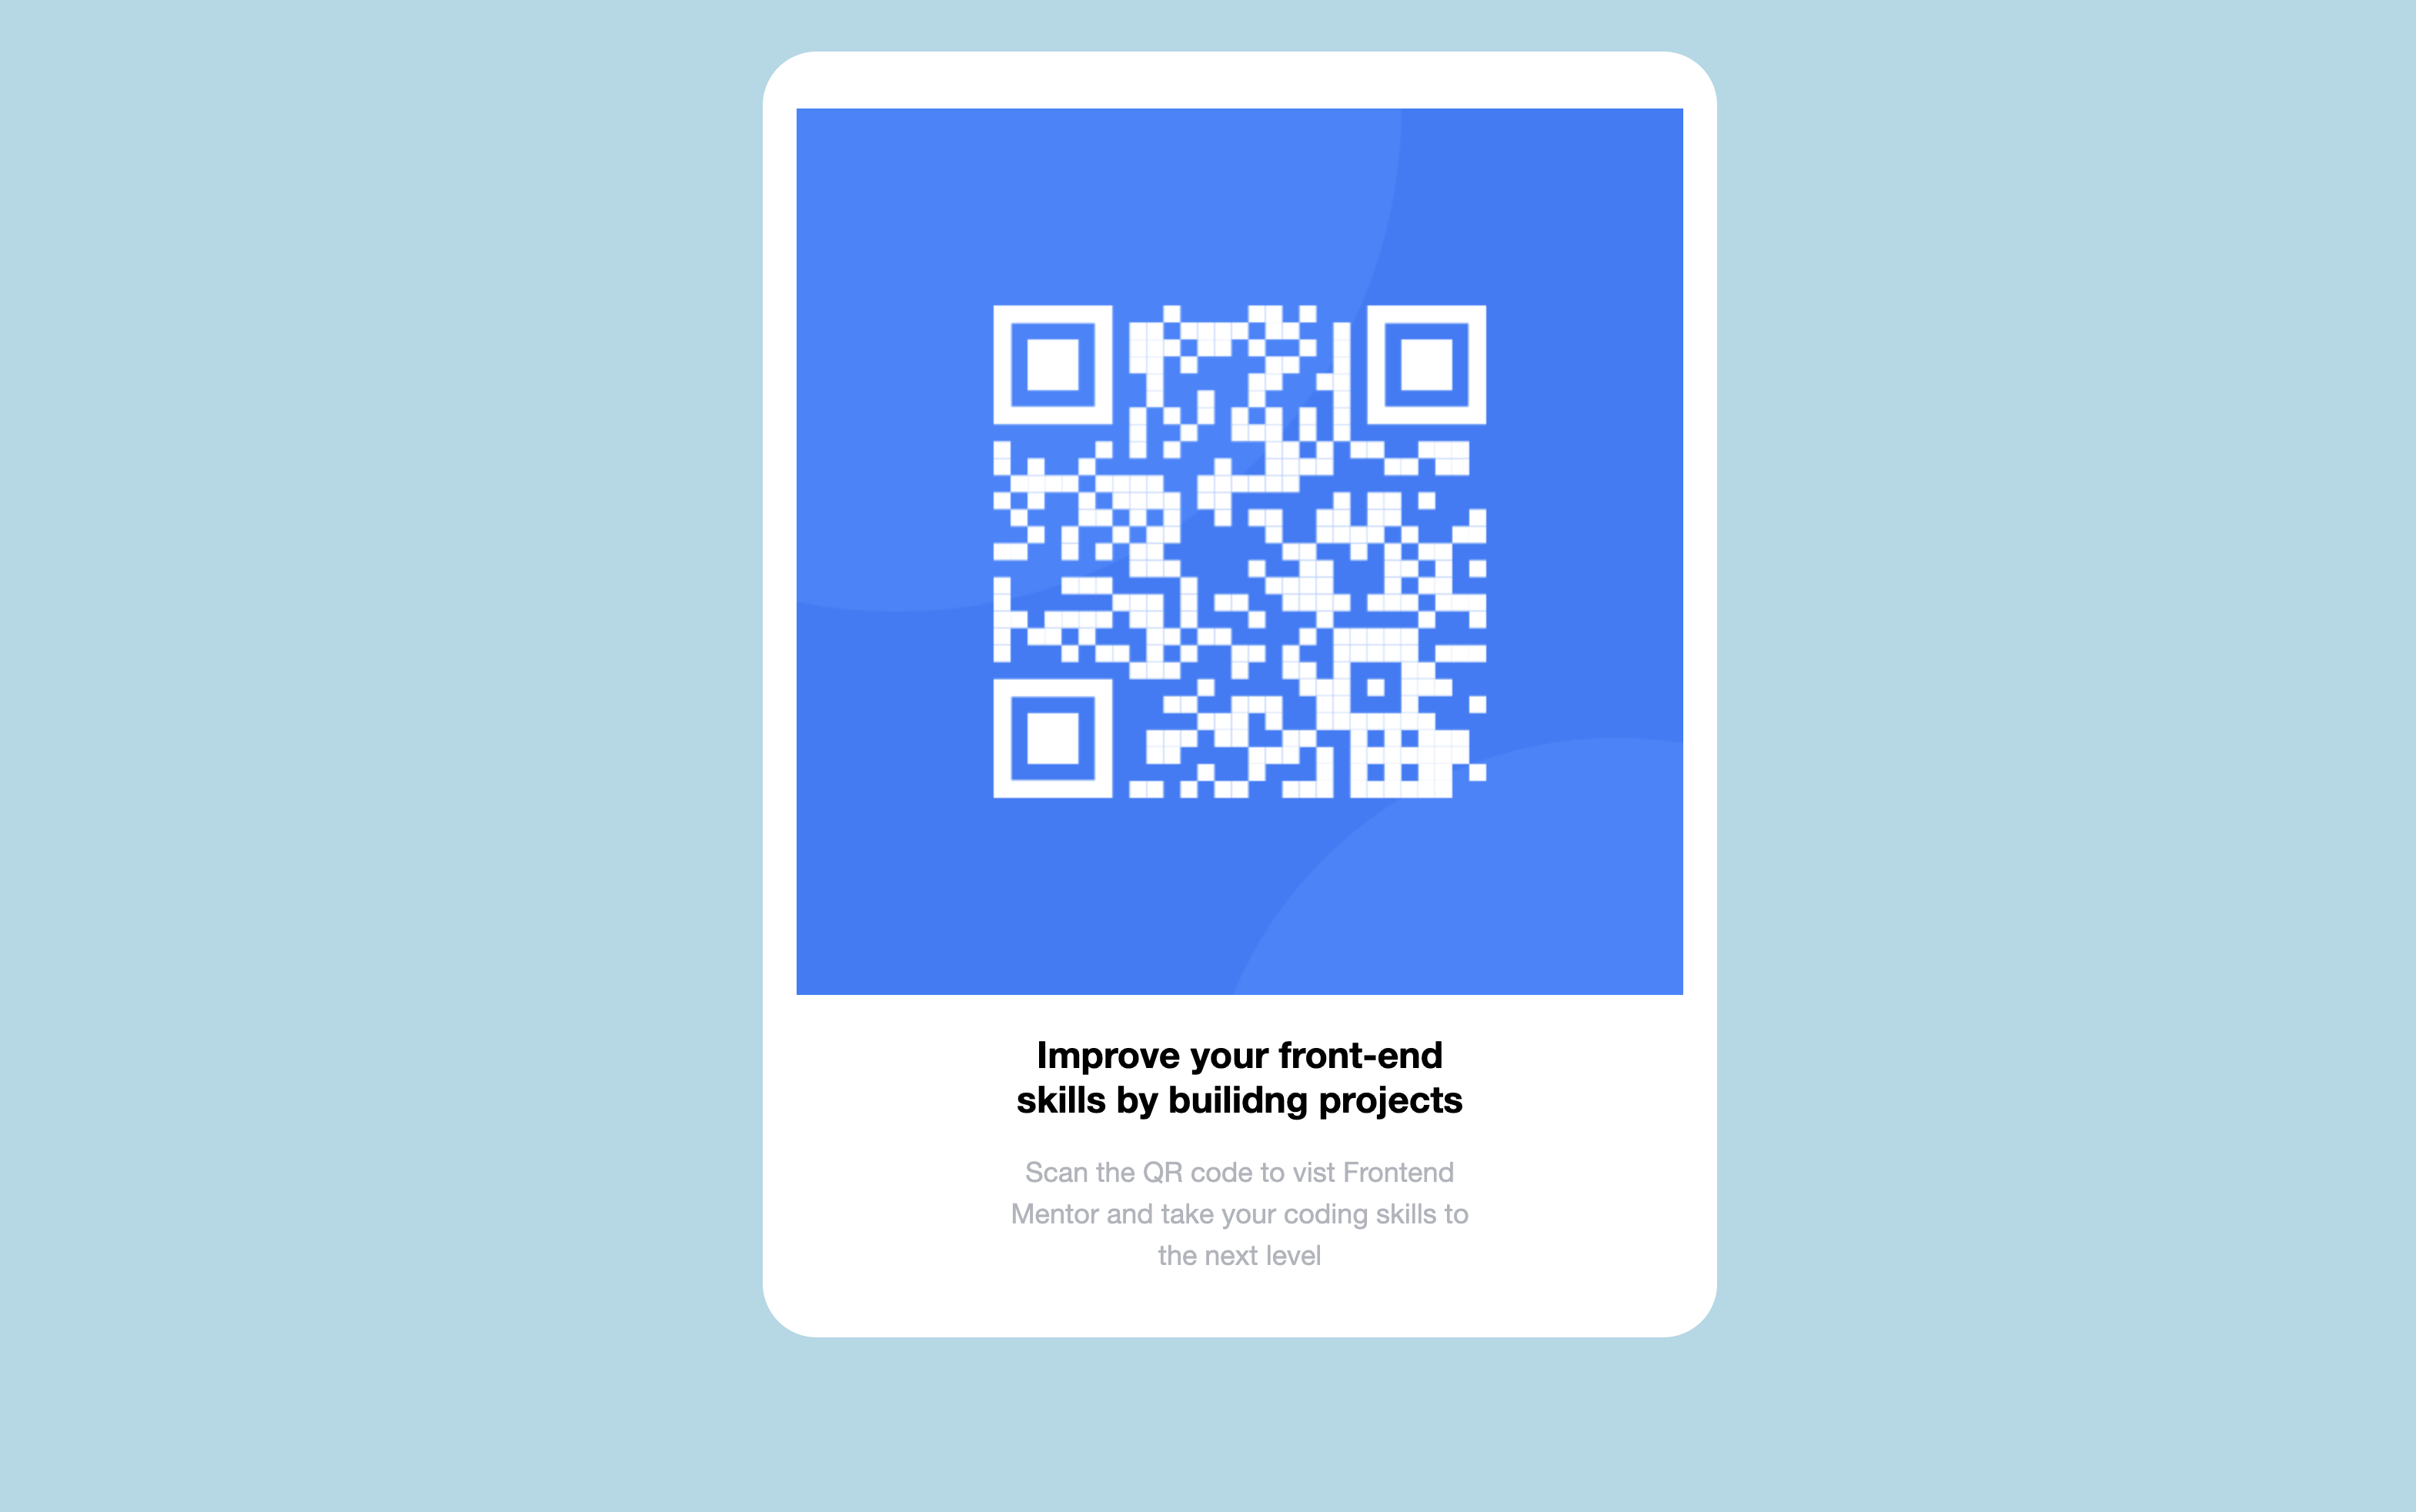 Improve your front-end
skills by builidng projects
Scan the QR code to vist Frontend
Mentor and take your coding skills to
the next level